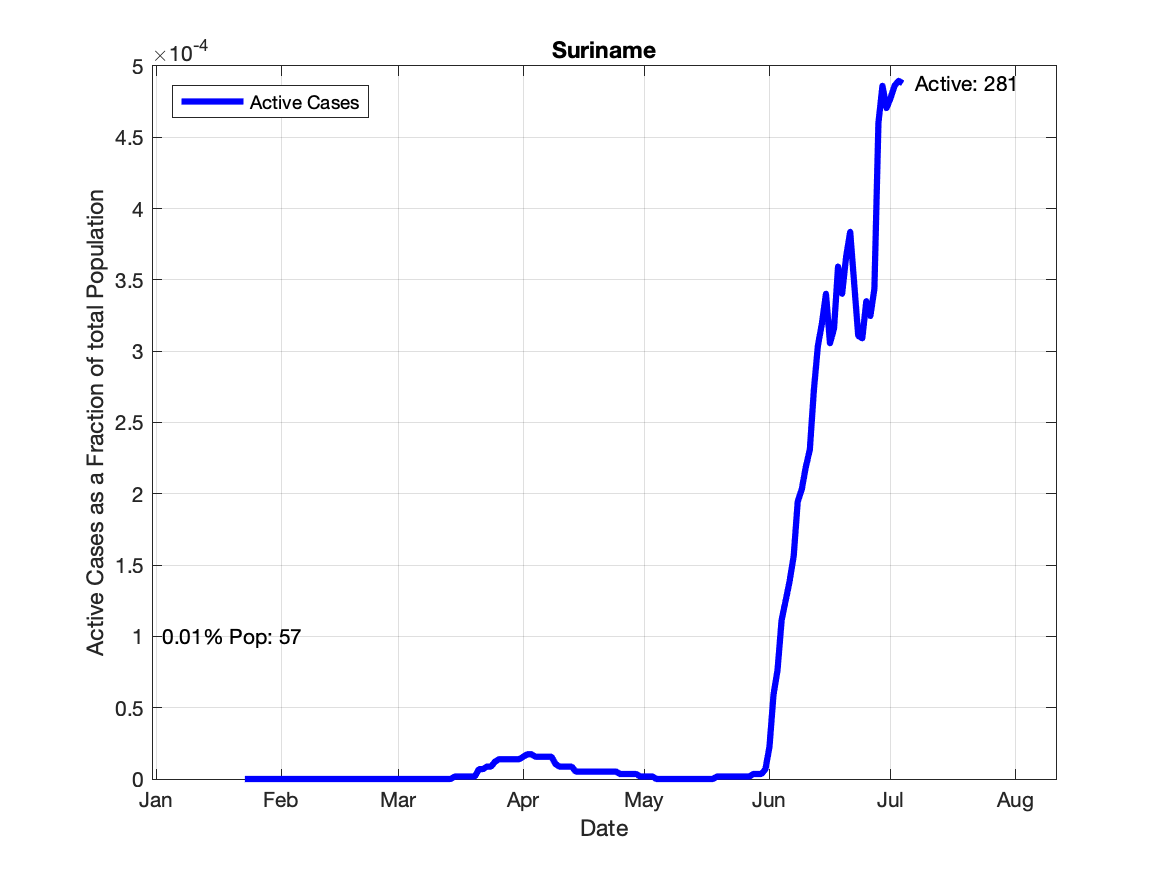 Suriname
×10⁻⁴
5
4.5
4
3.5
3
2.5
2
1.5
1
0.5
0
Active Cases as a Fraction of total Population
Active Cases
Active: 281
0.01% Pop: 57
Jan Feb Mar Apr May Jun Jul Aug
Date